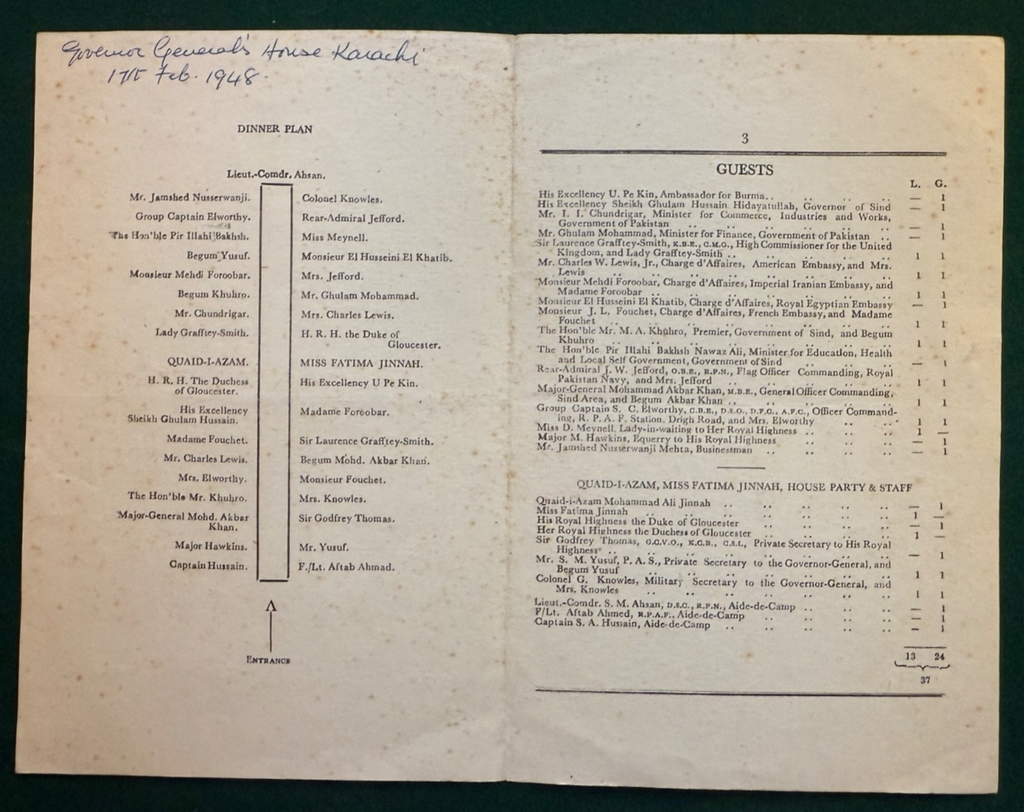 Governor General's House Karachi
17th Feb. 1948.
DINNER PLAN
Lieut.-Comdr. Ahsan.
Mr. Jamshed Nusserwanji.
Group Captain Elworthy.
The Hon'ble Pir Illahi Bakhsh.
Begum Yusuf.
Monsieur Mehdi Foroobar.
Begum Khuhro.
Mr. Chundrigar.
Lady Grafftey-Smith.
QUAID-I-AZAM.
H. R. H. The Duchess
of Gloucester.
His Excellency
Sheikh Ghulam Hussain.
Madame Fouchet.
Mr. Charles Lewis.
Mrs. Elworthy.
The Hon'ble Mr. Khuhro.
Major-General Mohd. Akbar
Khan.
Major Hawkins.
Captain Hussain.
Colonel Knowles.
Rear-Admiral Jefford.
Miss Meynell.
Monsieur El Husseini El Khatib.
Mrs. Jefford.
Mr. Ghulam Mohammad.
Mrs. Charles Lewis.
H. R. H. the Duke of
Gloucester.
MISS FATIMA JINNAH.
His Excellency U Pe Kin.
Madame Foroobar.
Sir Laurence Grafftey-Smith.
Begum Mohd. Akbar Khan.
Monsieur Fouchet.
Mrs. Knowles.
Sir Godfrey Thomas.
Mr. Yusuf.
F./Lt. Aftab Ahmad.
ENTRANCE
3
GUESTS
L. G.
His Excellency U. Pe Kin, Ambassador for Burma.. .. .. .. — 1
His Excellency Sheikh Ghulam Hussain Hidayatullah, Governor of Sind — 1
Mr. I. I. Chundrigar, Minister for Commerce, Industries and Works,
Government of Pakistan .. .. .. .. .. — 1
Mr. Ghulam Mohammad, Minister for Finance, Government of Pakistan .. — 1
Sir Laurence Grafftey-Smith, K.B.E., C.M.G., High Commissioner for the United
Kingdom, and Lady Grafftey-Smith .. .. .. .. 1 1
Mr. Charles W. Lewis, Jr., Charge d'Affaires, American Embassy, and Mrs.
Lewis .. .. .. .. .. 1 1
Monsieur Mehdi Foroobar, Charge d'Affaires, Imperial Iranian Embassy, and
Madame Foroobar .. .. .. .. .. 1 1
Monsieur El Husseini El Khatib, Charge d'Affaires, Royal Egyptian Embassy — 1
Monsieur J. L. Fouchet, Charge d'Affaires, French Embassy, and Madame
Fouchet .. .. .. .. .. 1 1
The Hon'ble Mr. M. A. Khuhro, Premier, Government of Sind, and Begum
Khuhro .. .. .. .. .. 1 1
The Hon'ble Pir Illahi Bakhsh Nawaz Ali, Minister for Education, Health
and Local Self Government, Government of Sind .. .. .. — 1
Rear-Admiral J. W. Jefford, O.B.E., R.P.N., Flag Officer Commanding, Royal
Pakistan Navy, and Mrs. Jefford .. .. .. .. 1 1
Major-General Mohammad Akbar Khan, M.B.E., General Officer Commanding,
Sind Area, and Begum Akbar Khan .. .. .. .. 1 1
Group Captain S. C. Elworthy, C.B.E., D.S.O., D.F.C., A.F.C., Officer Command-
ing, R. P. A. F. Station, Drigh Road, and Mrs. Elworthy .. .. 1 1
Miss D. Meynell, Lady-in-waiting to Her Royal Highness .. .. .. 1 —
Major M. Hawkins, Equerry to His Royal Highness .. .. .. — 1
Mr. Jamshed Nusserwanji Mehta, Businessman .. .. .. — 1
QUAID-I-AZAM, MISS FATIMA JINNAH, HOUSE PARTY & STAFF
Quaid-i-Azam Mohammad Ali Jinnah .. .. .. .. — 1
Miss Fatima Jinnah .. .. .. .. .. 1 —
His Royal Highness the Duke of Gloucester .. .. .. .. — 1
Her Royal Highness the Duchess of Gloucester .. .. .. .. 1 —
Sir Godfrey Thomas, G.C.V.O., K.C.B., C.S.I., Private Secretary to His Royal
Highness .. .. .. .. .. — 1
Mr. S. M. Yusuf, P. A. S., Private Secretary to the Governor-General, and
Begum Yusuf .. .. .. .. .. 1 1
Colonel G. Knowles, Military Secretary to the Governor-General, and
Mrs. Knowles .. .. .. .. .. 1 1
Lieut.-Comdr. S. M. Ahsan, D.S.C., R.P.N., Aide-de-Camp .. .. .. — 1
F/Lt. Aftab Ahmed, R.P.A.F., Aide-de-Camp .. .. .. — 1
Captain S. A. Hussain, Aide-de-Camp .. .. .. .. — 1
13 24
37